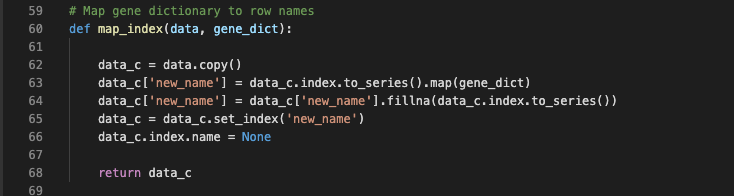 59 # Map gene dictionary to row names
60 def map_index(data, gene_dict):
61
62 data_c = data.copy()
63 data_c['new_name'] = data_c.index.to_series().map(gene_dict)
64 data_c['new_name'] = data_c['new_name'].fillna(data_c.index.to_series())
65 data_c = data_c.set_index('new_name')
66 data_c.index.name = None
67
68 return data_c
69